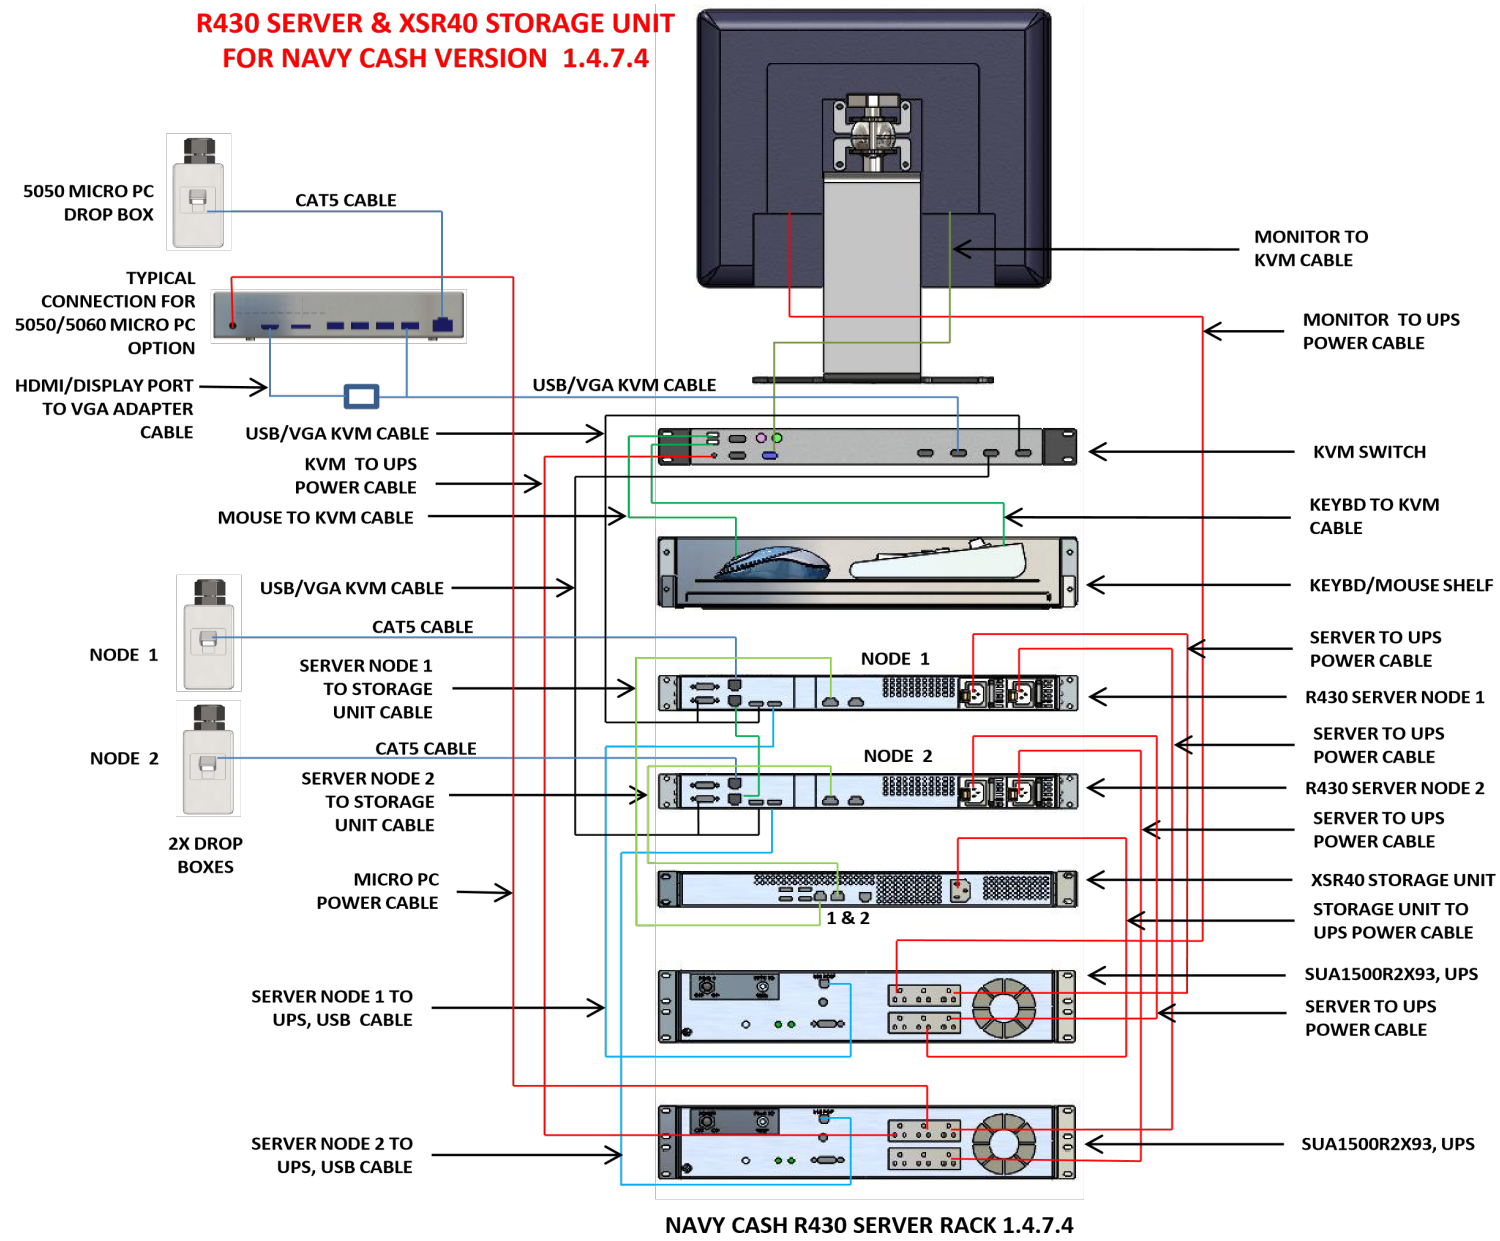 R430 SERVER & XSR40 STORAGE UNIT
FOR NAVY CASH VERSION 1.4.7.4
5050 MICRO PC
DROP BOX
CAT5 CABLE
TYPICAL
CONNECTION FOR
5050/5060 MICRO PC
OPTION
HDMI/DISPLAY PORT
TO VGA ADAPTER
CABLE
USB/VGA KVM CABLE
USB/VGA KVM CABLE
KVM TO UPS
POWER CABLE
MOUSE TO KVM CABLE
USB/VGA KVM CABLE
CAT5 CABLE
NODE 1
SERVER NODE 1
TO STORAGE
UNIT CABLE
NODE 2
CAT5 CABLE
SERVER NODE 2
TO STORAGE
UNIT CABLE
2X DROP
BOXES
MICRO PC
POWER CABLE
SERVER NODE 1 TO
UPS, USB CABLE
SERVER NODE 2 TO
UPS, USB CABLE
NODE 1
NODE 2
1 & 2
MONITOR TO
KVM CABLE
MONITOR TO UPS
POWER CABLE
KVM SWITCH
KEYBD TO KVM
CABLE
KEYBD/MOUSE SHELF
SERVER TO UPS
POWER CABLE
R430 SERVER NODE 1
SERVER TO UPS
POWER CABLE
R430 SERVER NODE 2
SERVER TO UPS
POWER CABLE
XSR40 STORAGE UNIT
STORAGE UNIT TO
UPS POWER CABLE
SUA1500R2X93, UPS
SERVER TO UPS
POWER CABLE
SUA1500R2X93, UPS
NAVY CASH R430 SERVER RACK 1.4.7.4